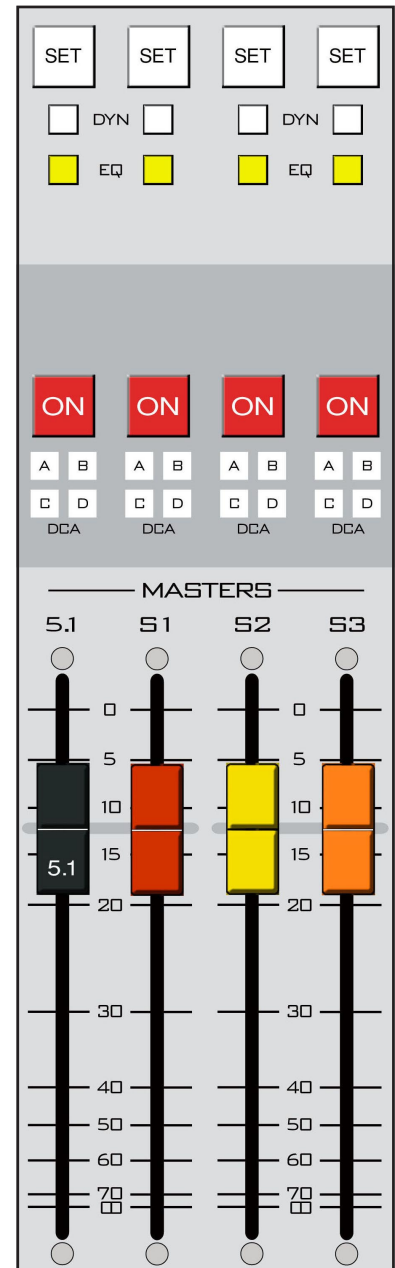 SET SET SET SET
DYN DYN
EQ EQ
ON ON ON ON
A B A B A B A B
C D C D C D C D
DCA DCA DCA DCA
MASTERS
5.1 S1 S2 S3
0 0
5 5
10 10
15 15
5.1
20 20
30 30
40 40
50 50
60 60
70 70
00 00